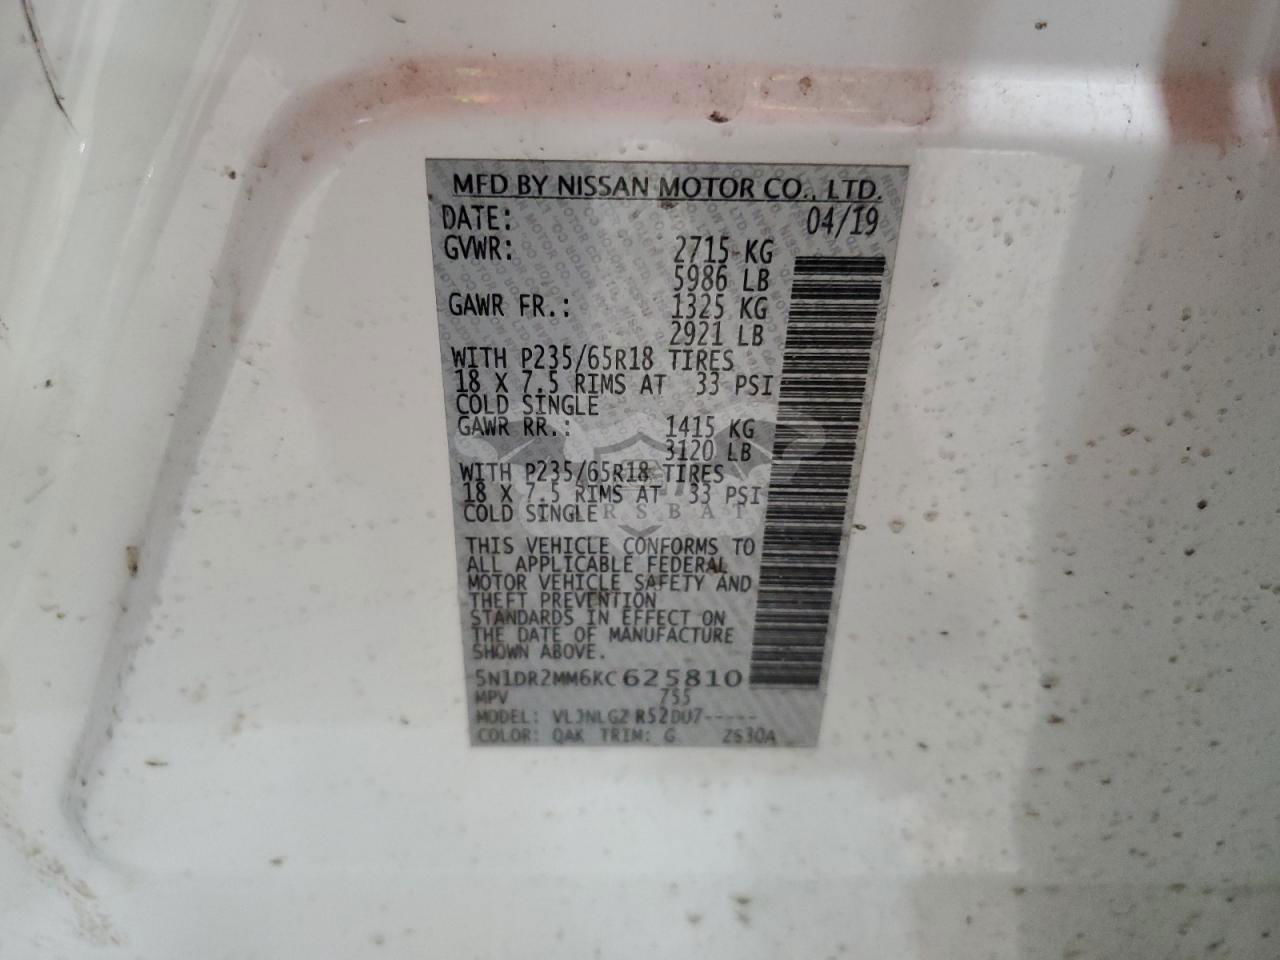 MFD BY NISSAN MOTOR CO., LTD.
DATE: 04/19
GVWR: 2715 KG
5986 LB
GAWR FR.: 1325 KG
2921 LB
WITH P235/65R18 TIRES
18 X 7.5 RIMS AT 33 PSI
COLD SINGLE
GAWR RR.: 1415 KG
3120 LB
WITH P235/65R18 TIRES
18 X 7.5 RIMS AT 33 PSI
COLD SINGLE
THIS VEHICLE CONFORMS TO
ALL APPLICABLE FEDERAL
MOTOR VEHICLE SAFETY AND
THEFT PREVENTION
STANDARDS IN EFFECT ON
THE DATE OF MANUFACTURE
SHOWN ABOVE.
5N1DR2MM6KC625810
MPV 755
MODEL: VLJNLGZ R52DU7-----
COLOR: QAK TRIM: G Z630A